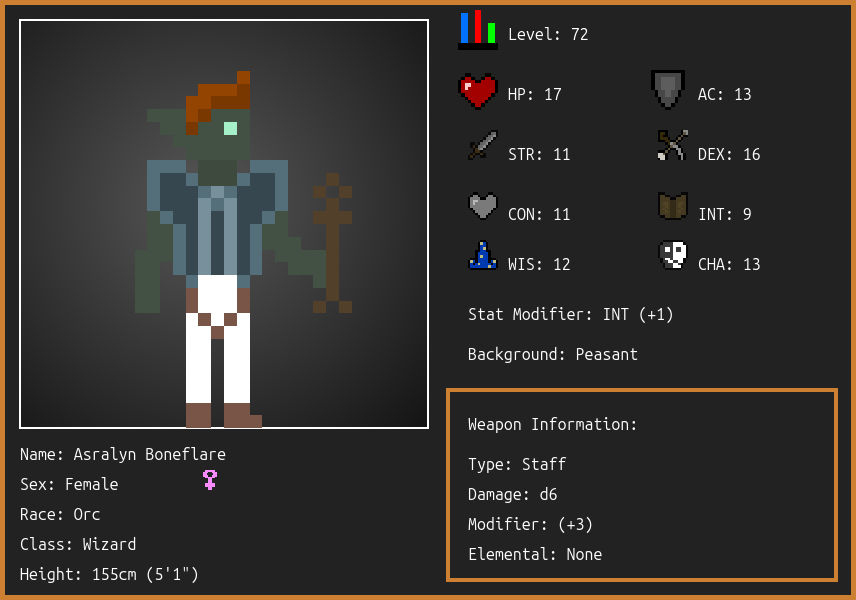 Level: 72
HP: 17
AC: 13
STR: 11
DEX: 16
CON: 11
INT: 9
WIS: 12
CHA: 13
Stat Modifier: INT (+1)
Background: Peasant
Weapon Information:
Type: Staff
Damage: d6
Modifier: (+3)
Elemental: None
Name: Asralyn Boneflare
Sex: Female
Race: Orc
Class: Wizard
Height: 155cm (5'1")